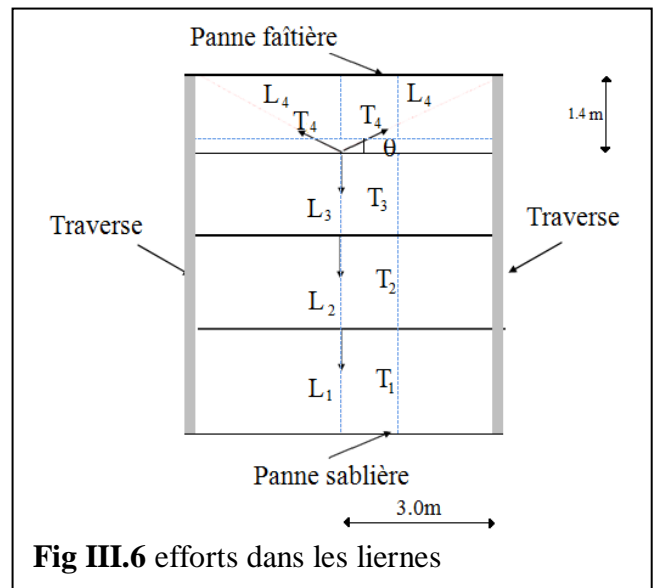 Panne faîtière
L4
L4
T4
T4
1.4 m
θ
L3
T3
Traverse
Traverse
L2
T2
L1
T1
Panne sablière
3.0m
Fig III.6 efforts dans les liernes